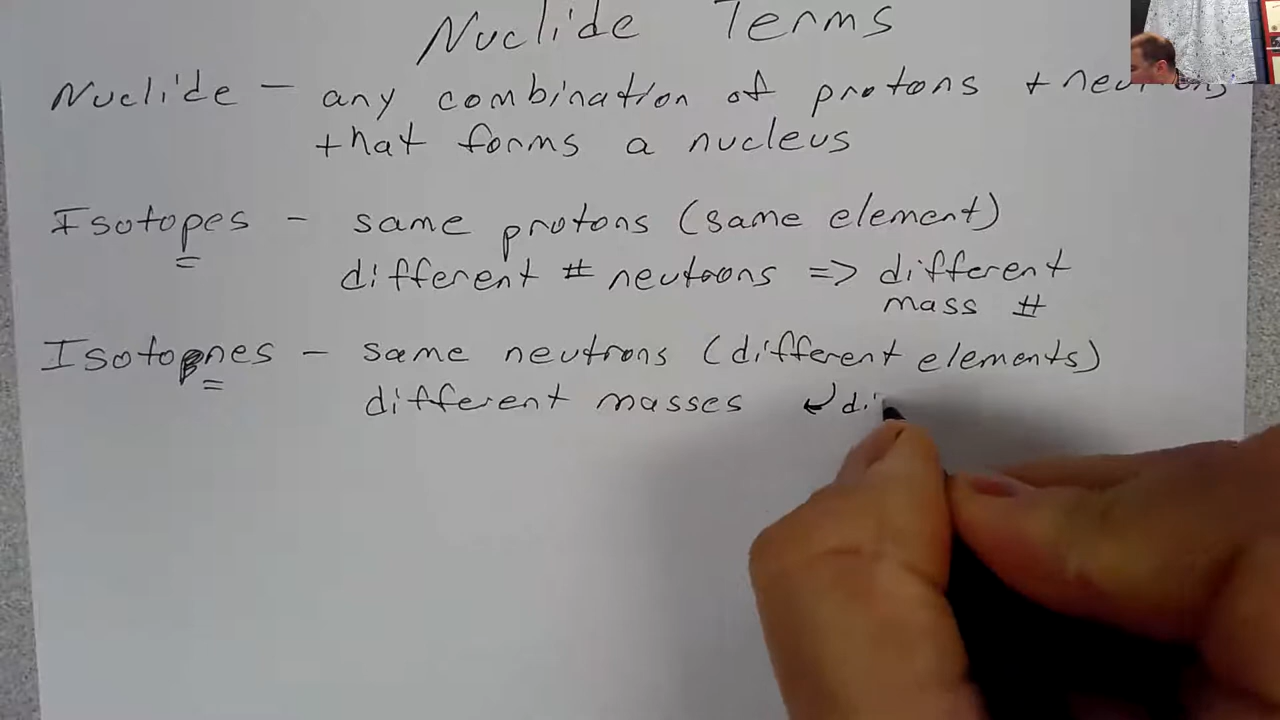 Nuclide Terms
Nuclide - any combination of protons + neutrons
that forms a nucleus
Isotopes - same protons (same element)
different # neutrons => different
mass #
Isotones - same neutrons (different elements)
different masses